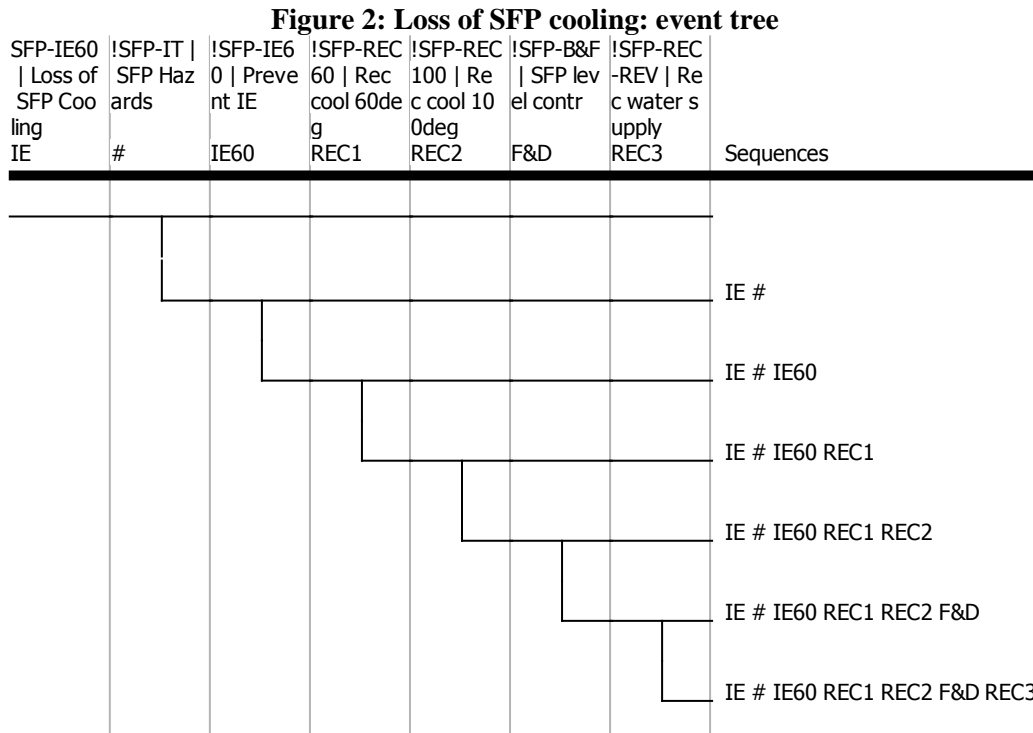 Figure 2: Loss of SFP cooling: event tree
SFP-IE60 | Loss of SFP Coo ling
IE
!SFP-IT | SFP Haz ards
#
!SFP-IE6 0 | Preve nt IE
IE60
!SFP-REC 60 | Rec cool 60de g
REC1
!SFP-REC 100 | Re c cool 10 0deg
REC2
!SFP-B&F | SFP lev el contr
F&D
!SFP-REC -REV | Re c water s upply
REC3
Sequences
IE #
IE # IE60
IE # IE60 REC1
IE # IE60 REC1 REC2
IE # IE60 REC1 REC2 F&D
IE # IE60 REC1 REC2 F&D REC3